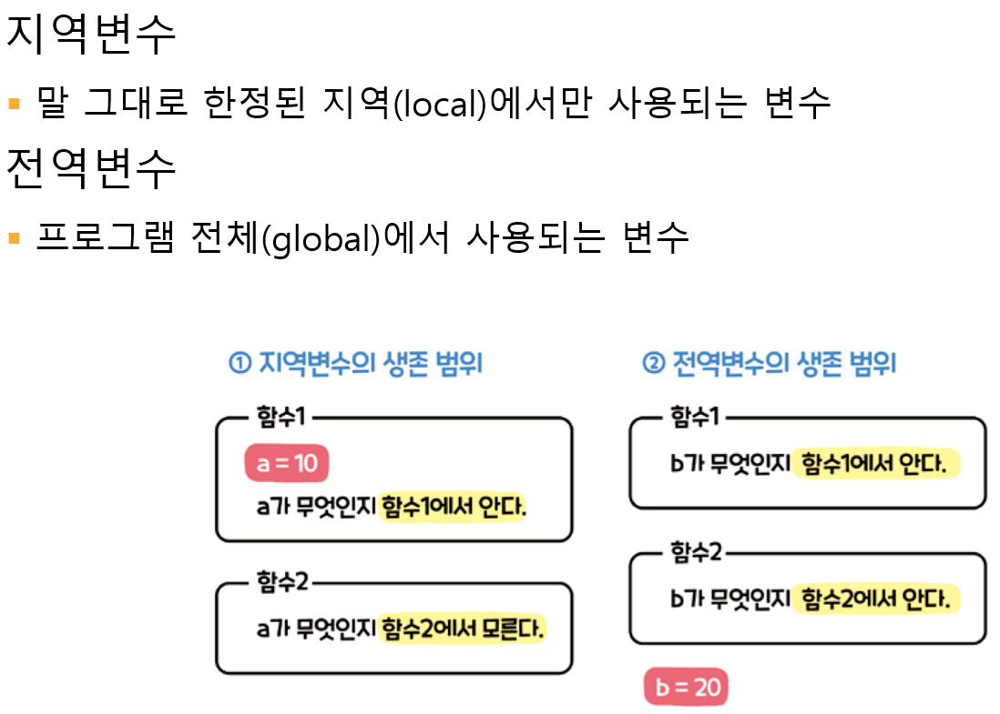 지역변수
▪ 말 그대로 한정된 지역(local)에서만 사용되는 변수
전역변수
▪ 프로그램 전체(global)에서 사용되는 변수
① 지역변수의 생존 범위
함수1
a = 10
a가 무엇인지 함수1에서 안다.
함수2
a가 무엇인지 함수2에서 모른다.
② 전역변수의 생존 범위
함수1
b가 무엇인지 함수1에서 안다.
함수2
b가 무엇인지 함수2에서 안다.
b = 20